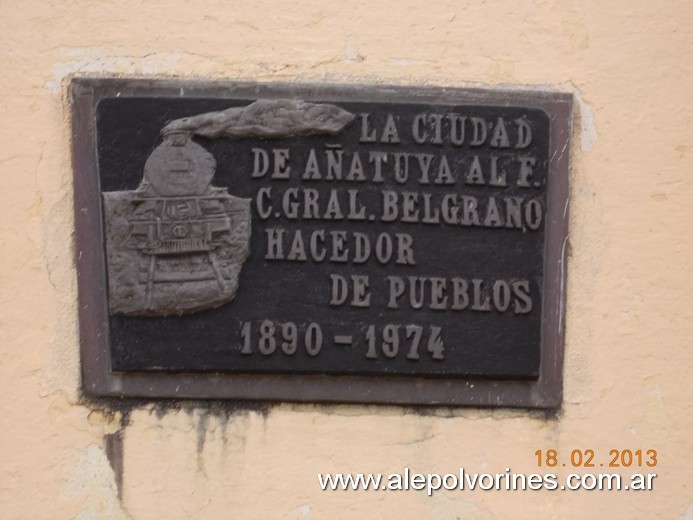 LA CIUDAD
DE AÑATUYA AL F.
C.GRAL.BELGRANO
HACEDOR
DE PUEBLOS
1890 - 1974
18.02.2013
www.alepolvorines.com.ar